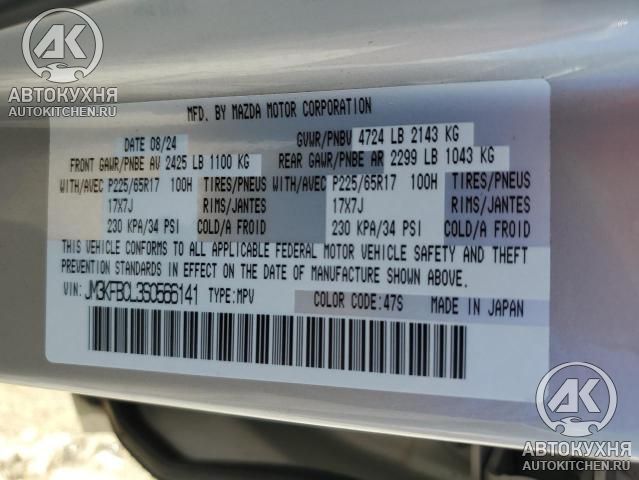 AK
АВТОКУХНЯ
AUTOKITCHEN.RU
MFD. BY MAZDA MOTOR CORPORATION
DATE 08/24 GVWR/PNBV 4724 LB 2143 KG
FRONT GAWR/PNBE AV 2425 LB 1100 KG REAR GAWR/PNBE AR 2299 LB 1043 KG
WITH/AVEC P225/65R17 100H TIRES/PNEUS WITH/AVEC P225/65R17 100H TIRES/PNEUS
17X7J RIMS/JANTES 17X7J RIMS/JANTES
230 KPA/34 PSI COLD/A FROID 230 KPA/34 PSI COLD/A FROID
THIS VEHICLE CONFORMS TO ALL APPLICABLE FEDERAL MOTOR VEHICLE SAFETY AND THEFT
PREVENTION STANDARDS IN EFFECT ON THE DATE OF MANUFACTURE SHOWN ABOVE.
VIN: JM3KFBCL3S0566141 TYPE:MPV COLOR CODE:47S MADE IN JAPAN
AK
АВТОКУХНЯ
AUTOKITCHEN.RU